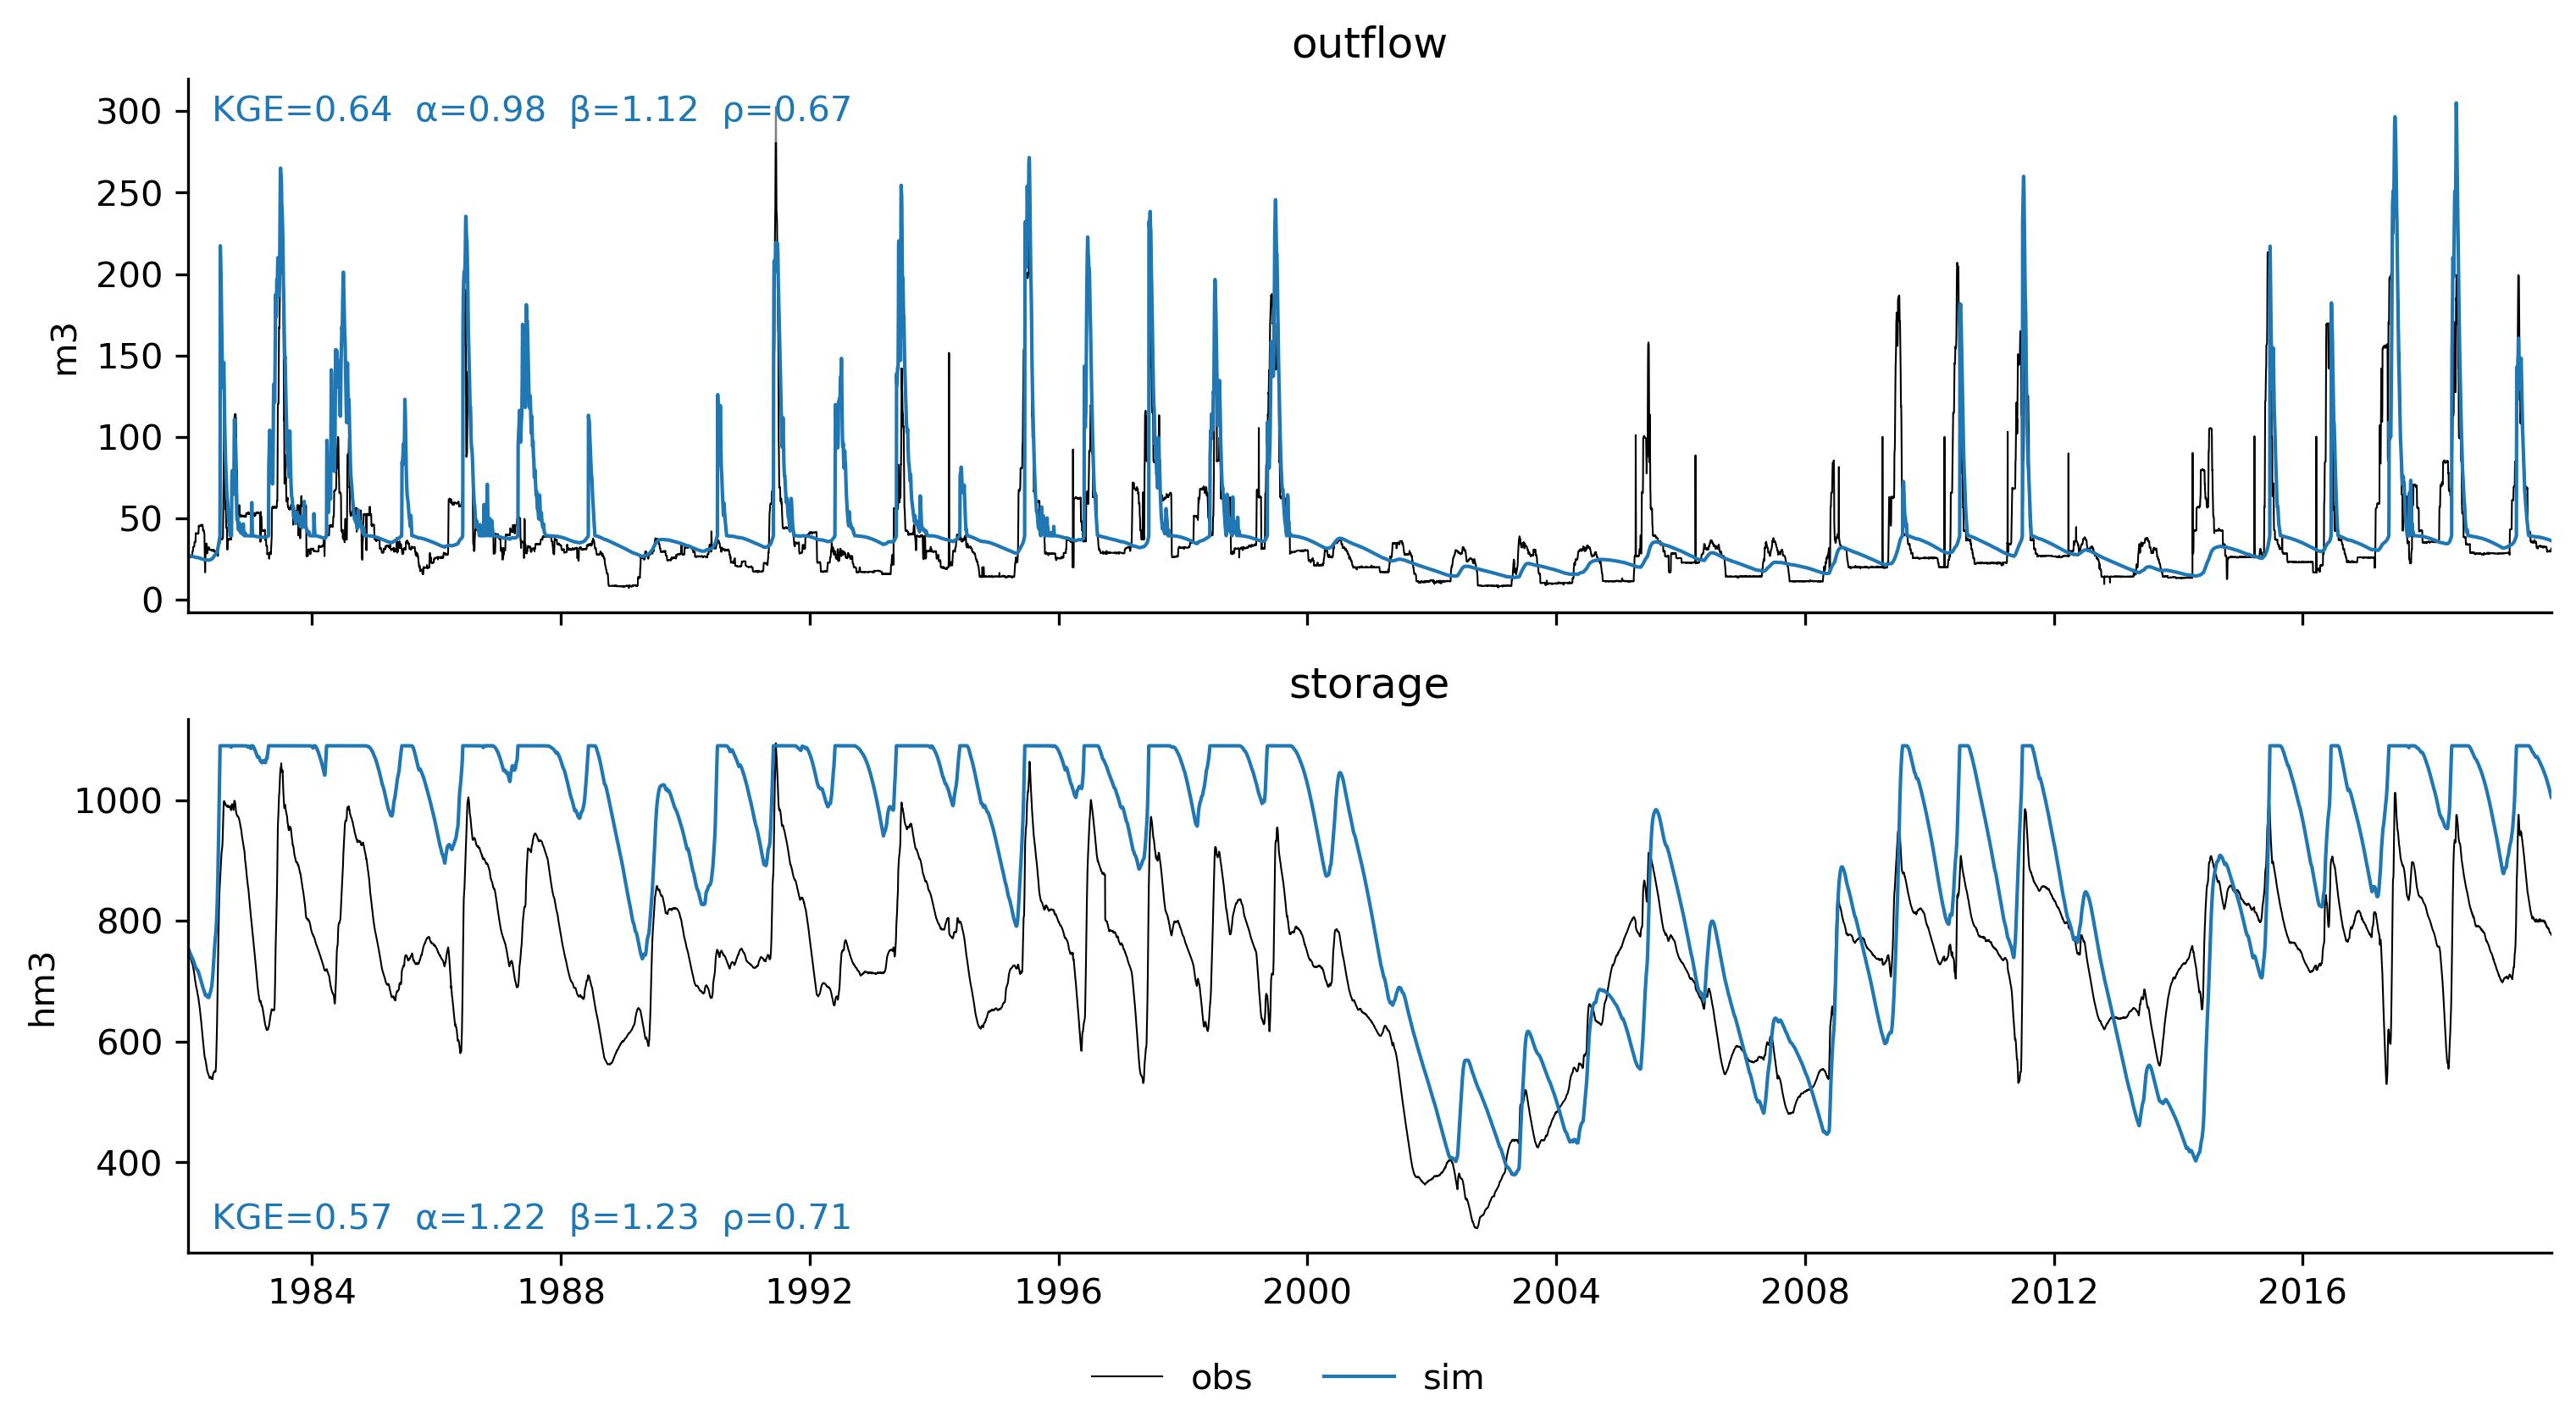 outflow
KGE=0.64 α=0.98 β=1.12 ρ=0.67
300
250
200
150
100
50
0
m3
storage
1000
800
600
400
hm3
KGE=0.57 α=1.22 β=1.23 ρ=0.71
1984 1988 1992 1996 2000 2004 2008 2012 2016
obs sim